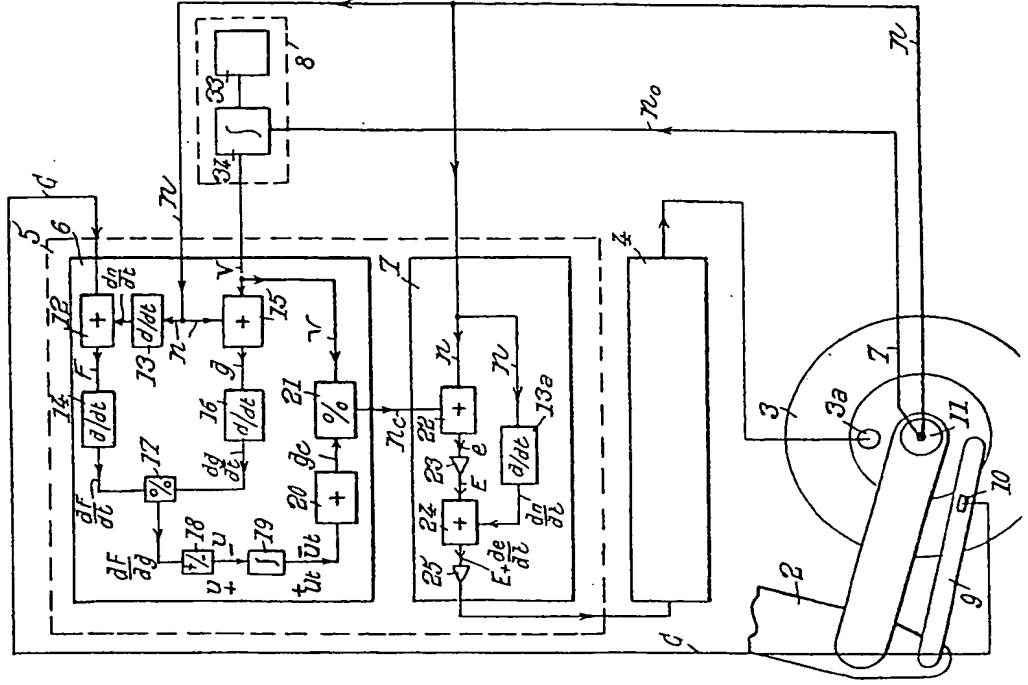 G
5
6
12
+
dn/dt
13
d/dt
n
n
F
14
d/dt
dF/dt
17
%
15
+
V
g
16
d/dt
dg/dt
V
21
%
gc
20
+
dF/dg
18
+/-
u+
u-
19
∫
+ut
-ut
nc
33
34
∫
8
n
n0
n
7
n
n
22
+
e
23
E
24
+
13a
d/dt
dn/dt
E+de/dt
25
4
3
3a
7
11
10
9
2
G